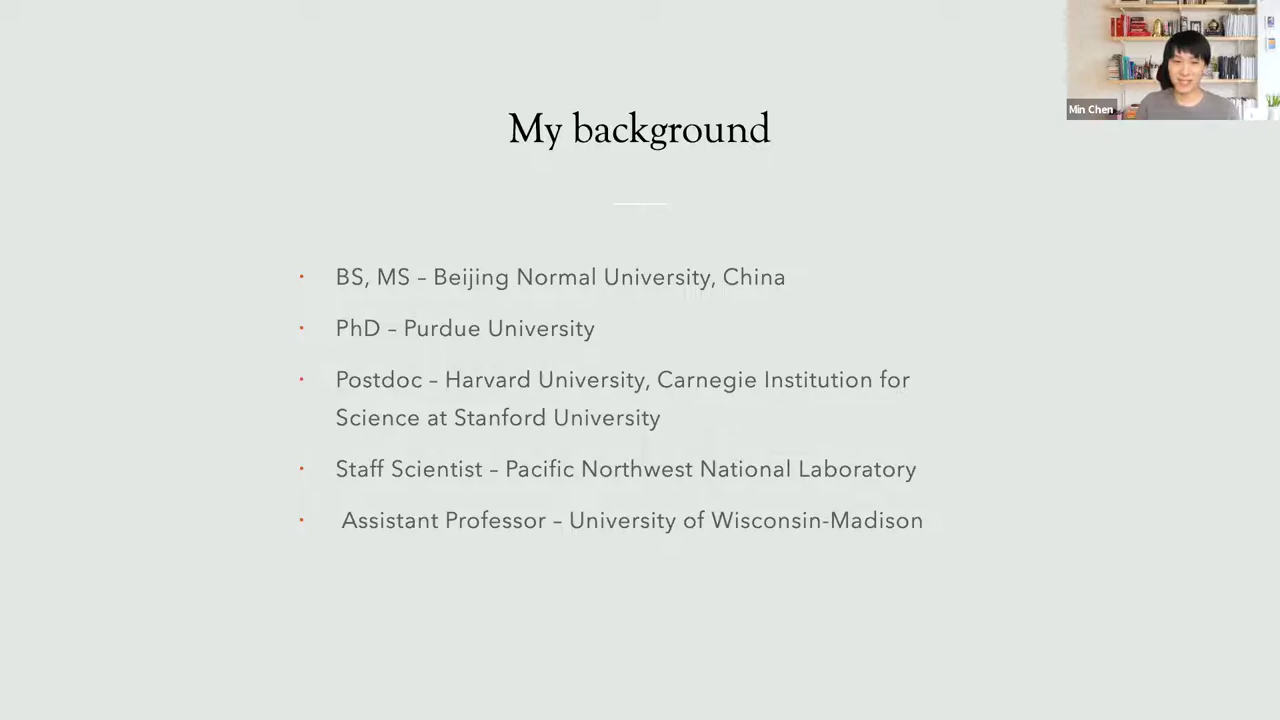 My background
· BS, MS – Beijing Normal University, China
· PhD – Purdue University
· Postdoc – Harvard University, Carnegie Institution for
Science at Stanford University
· Staff Scientist – Pacific Northwest National Laboratory
· Assistant Professor – University of Wisconsin-Madison
Min Chen